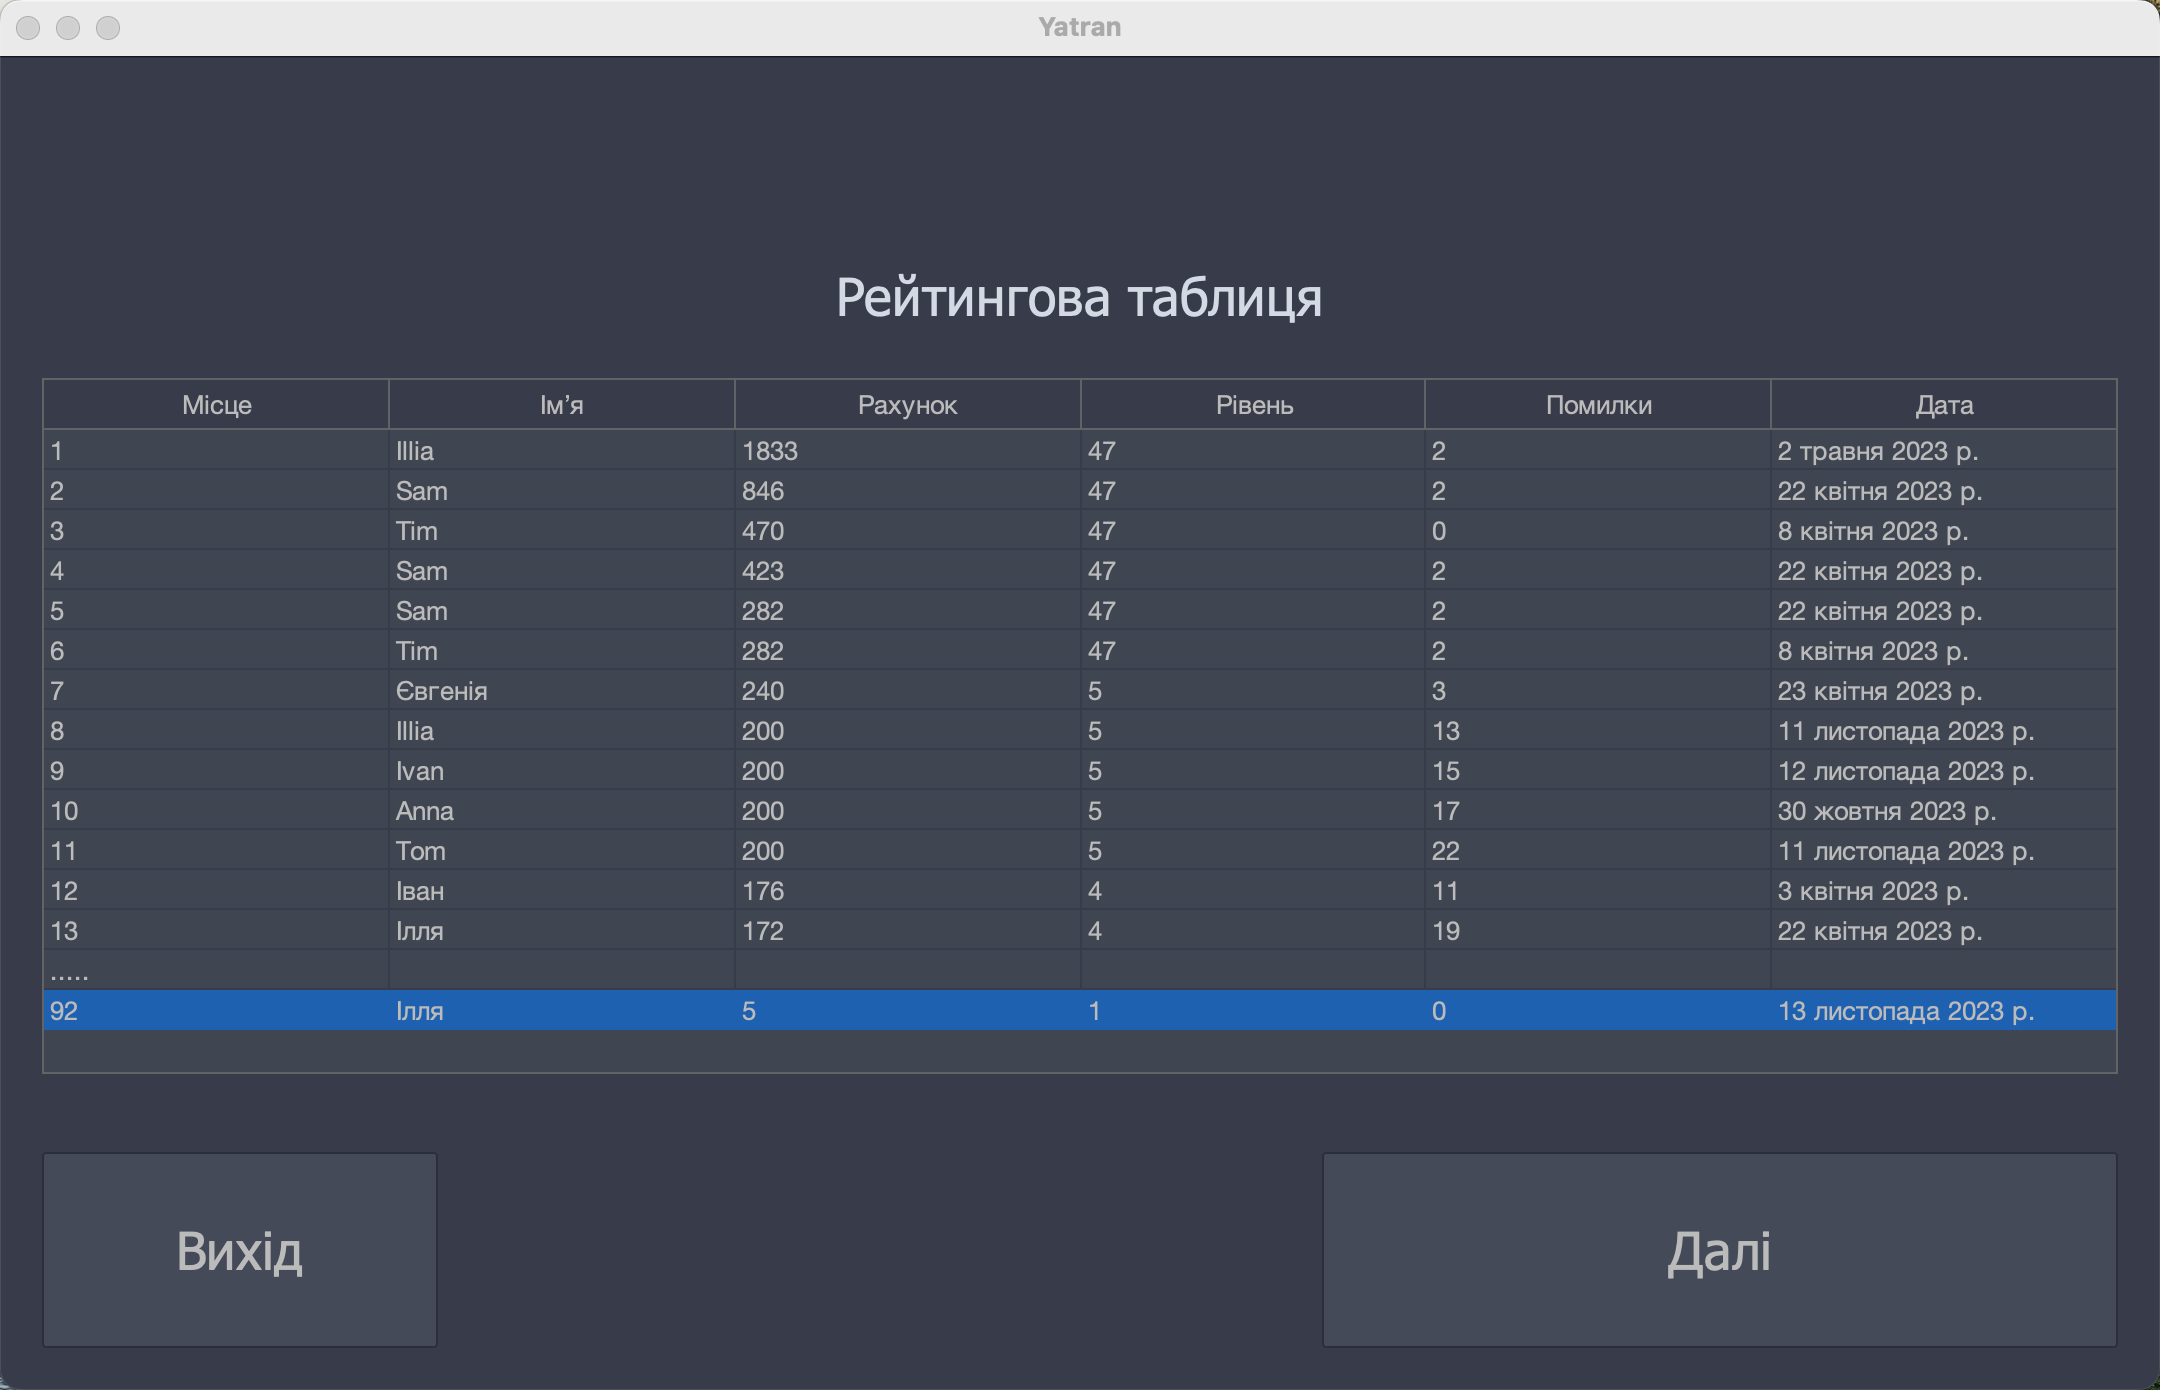 Yatran
Рейтингова таблиця
Місце Ім’я Рахунок Рівень Помилки Дата
1 Illia 1833 47 2 2 травня 2023 р.
2 Sam 846 47 2 22 квітня 2023 р.
3 Tim 470 47 0 8 квітня 2023 р.
4 Sam 423 47 2 22 квітня 2023 р.
5 Sam 282 47 2 22 квітня 2023 р.
6 Tim 282 47 2 8 квітня 2023 р.
7 Євгенія 240 5 3 23 квітня 2023 р.
8 Illia 200 5 13 11 листопада 2023 р.
9 Ivan 200 5 15 12 листопада 2023 р.
10 Anna 200 5 17 30 жовтня 2023 р.
11 Tom 200 5 22 11 листопада 2023 р.
12 Іван 176 4 11 3 квітня 2023 р.
13 Ілля 172 4 19 22 квітня 2023 р.
.....
92 Ілля 5 1 0 13 листопада 2023 р.
Вихід Далі